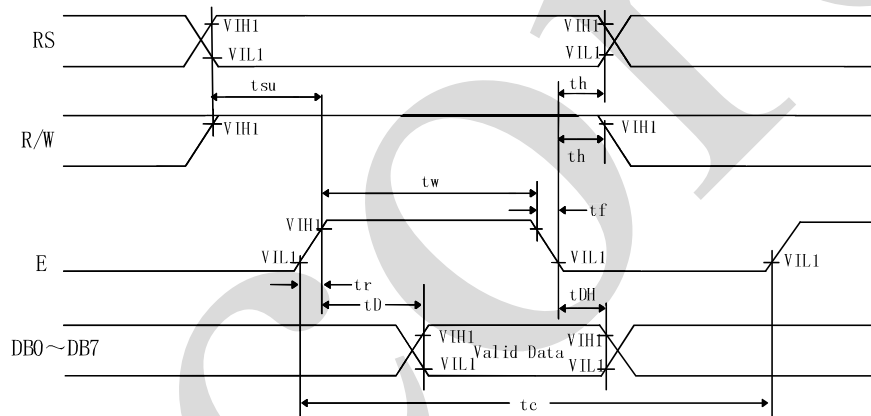 RS VIH1 VIL1 VIH1 VIL1
tsu th
R/W VIH1 VIH1
th
tw
tf
E VIH1 VIL1 VIL1 VIL1
tr tD tDH
DB0～DB7 VIH1 VIL1 Valid Data VIH1 VIL1
tc